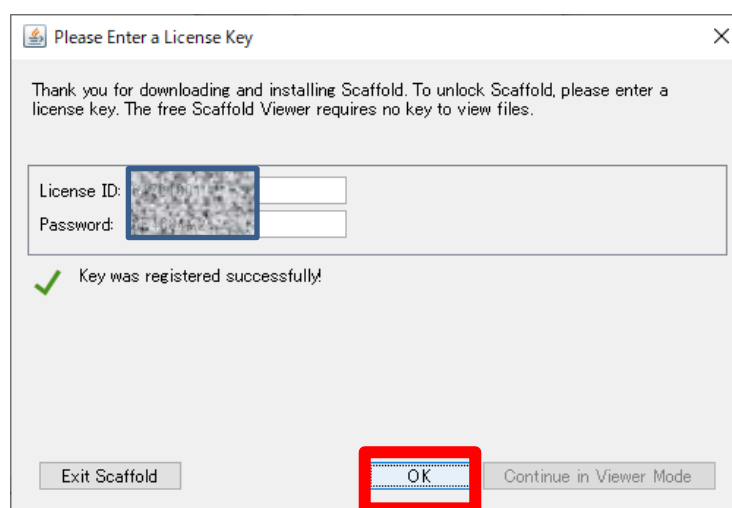 Please Enter a License Key
Thank you for downloading and installing Scaffold. To unlock Scaffold, please enter a
license key. The free Scaffold Viewer requires no key to view files.
License ID:
Password:
Key was registered successfully!
Exit Scaffold
OK
Continue in Viewer Mode